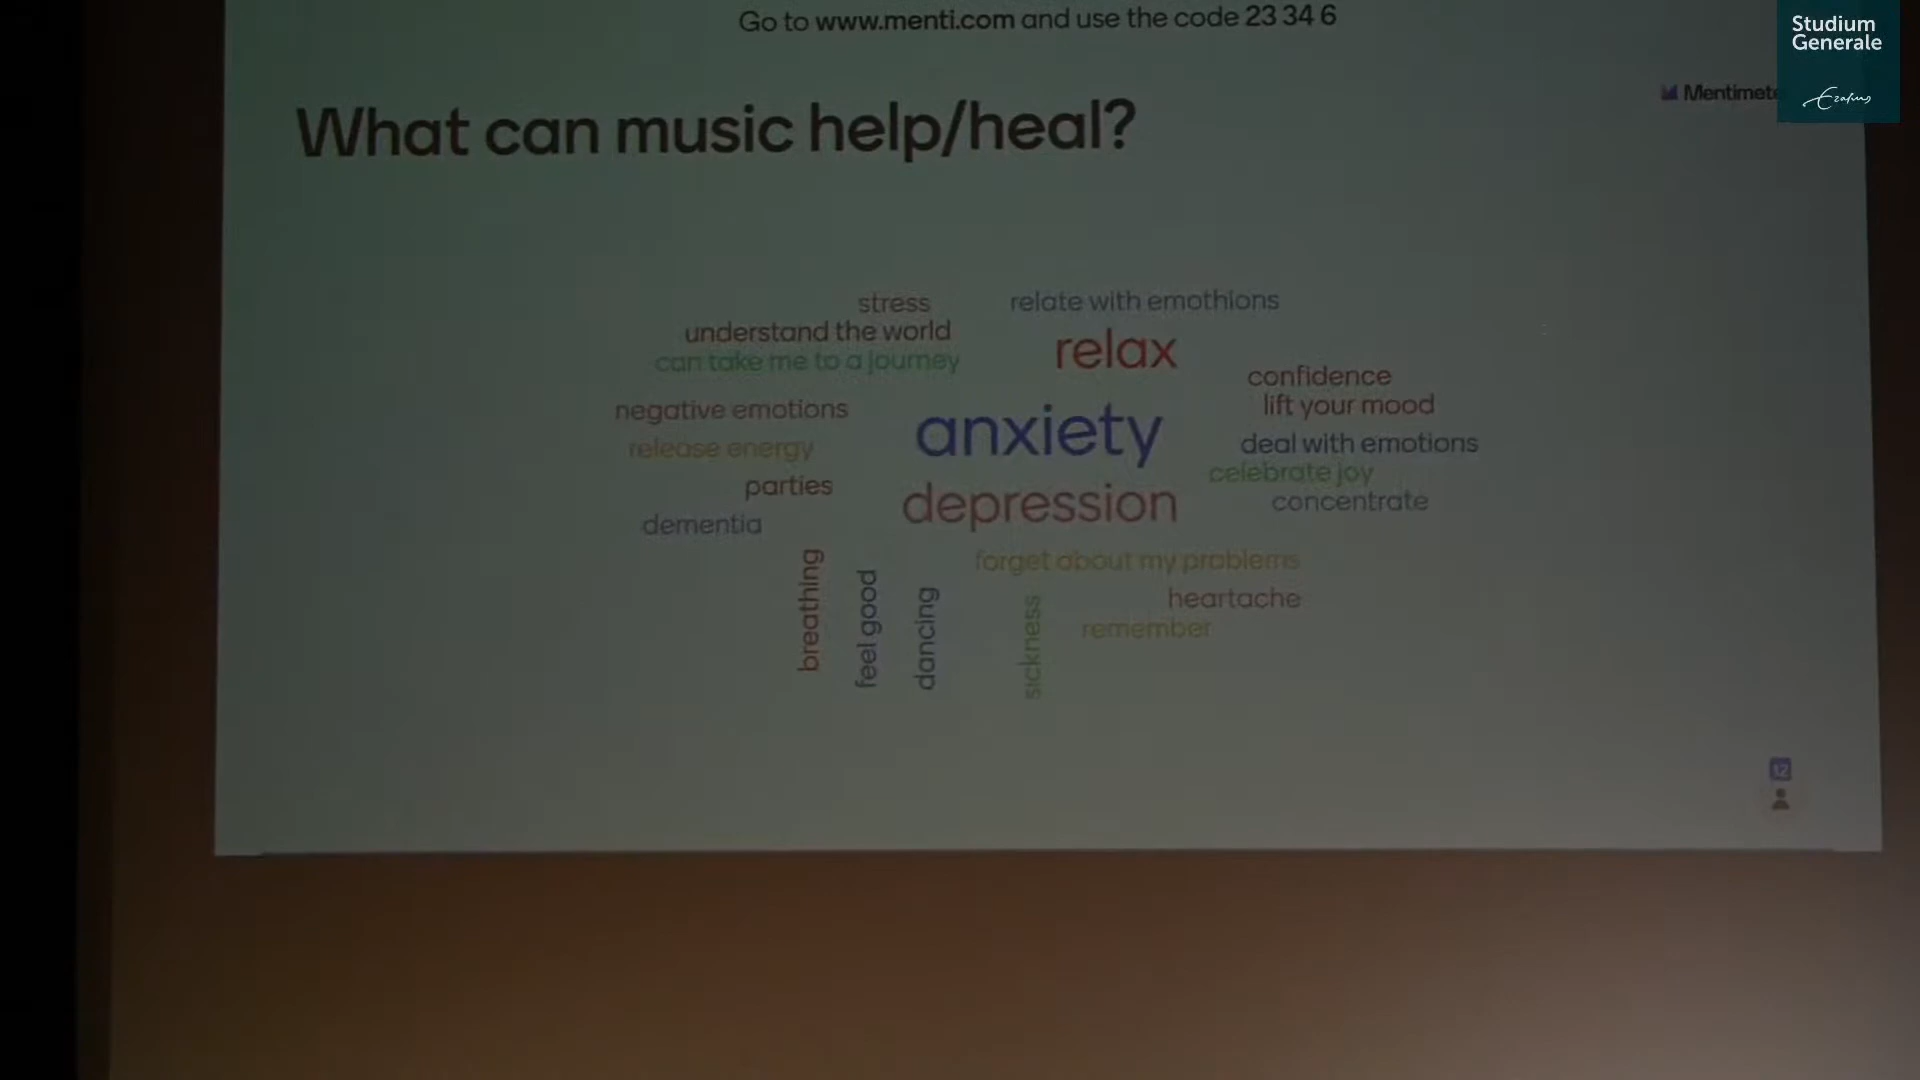 Go to www.menti.com and use the code 23 34 6
Studium
Generale
Erasmus
Mentimete
What can music help/heal?
stress
relate with emothions
understand the world
relax
can take me to a journey
confidence
lift your mood
negative emotions
anxiety
deal with emotions
release energy
celebrate joy
parties
depression
concentrate
dementia
forget about my problems
breathing
feel good
dancing
sickness
heartache
remember
12